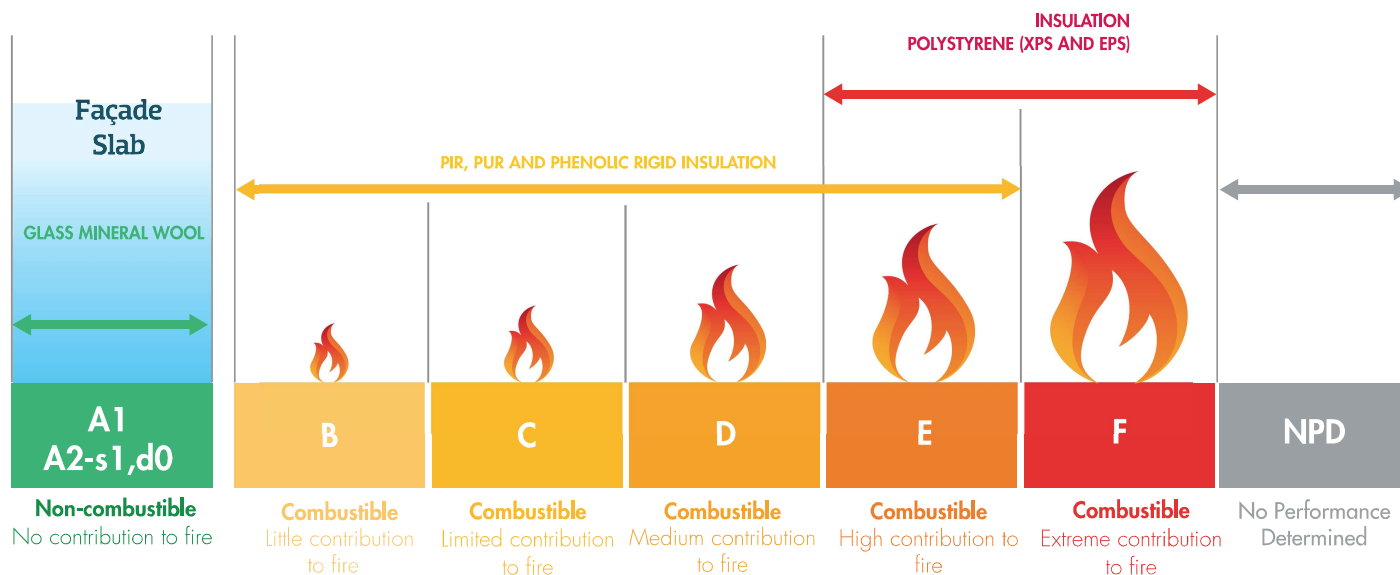 INSULATION
POLYSTYRENE (XPS AND EPS)
Façade
Slab
PIR, PUR AND PHENOLIC RIGID INSULATION
GLASS MINERAL WOOL
A1
A2-s1,d0
B
C
D
E
F
NPD
Non-combustible
No contribution to fire
Combustible
Little contribution
to fire
Combustible
Limited contribution
to fire
Combustible
Medium contribution
to fire
Combustible
High contribution to
fire
Combustible
Extreme contribution
to fire
No Performance
Determined